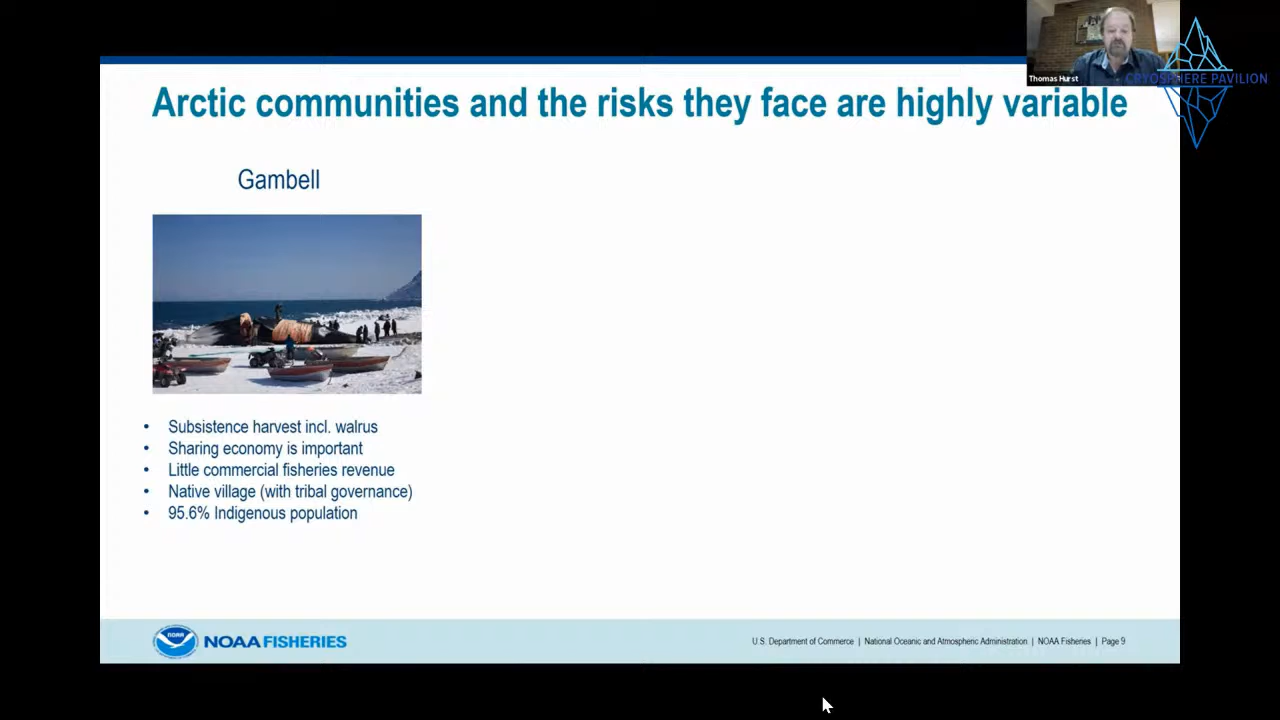 Thomas Hurst
CRYOSPHERE PAVILION
Arctic communities and the risks they face are highly variable
Gambell
• Subsistence harvest incl. walrus
• Sharing economy is important
• Little commercial fisheries revenue
• Native village (with tribal governance)
• 95.6% Indigenous population
NOAA
NOAA FISHERIES
U.S. Department of Commerce | National Oceanic and Atmospheric Administration | NOAA Fisheries | Page 9